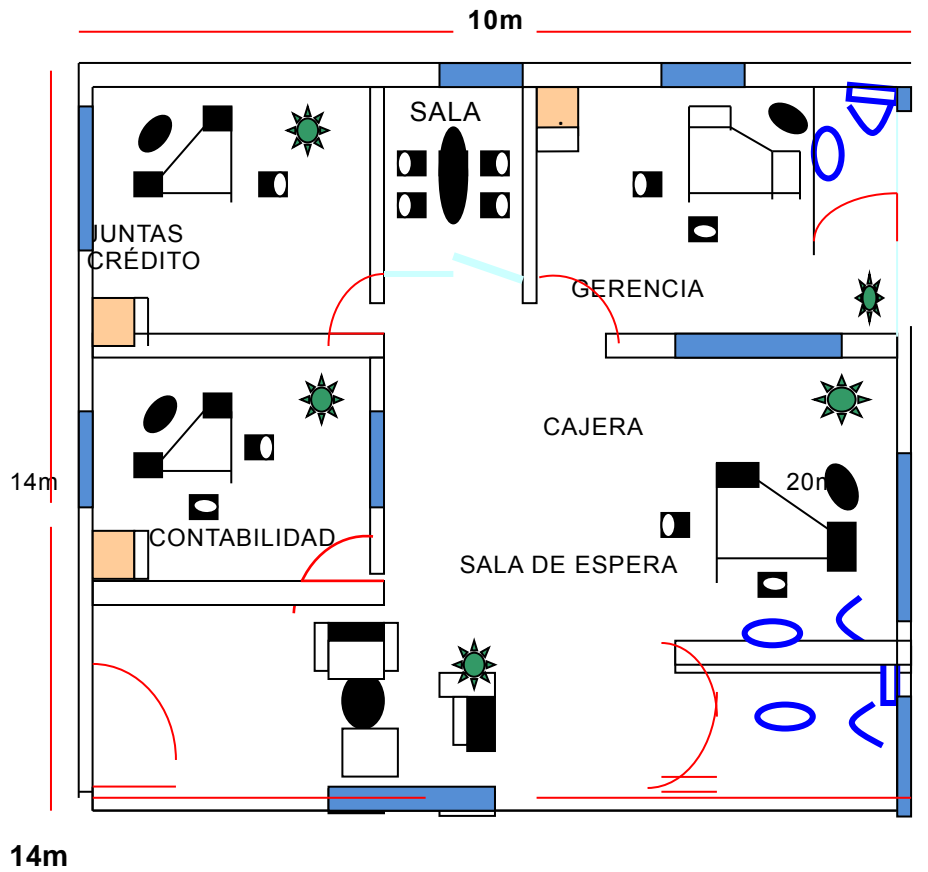 10m
SALA
JUNTAS
CRÉDITO
GERENCIA
CAJERA
14m
20m
CONTABILIDAD
SALA DE ESPERA
14m